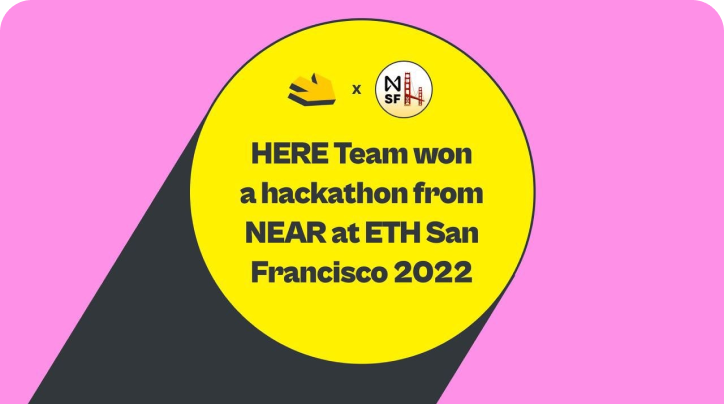 x
SF
HERE Team won
a hackathon from
NEAR at ETH San
Francisco 2022